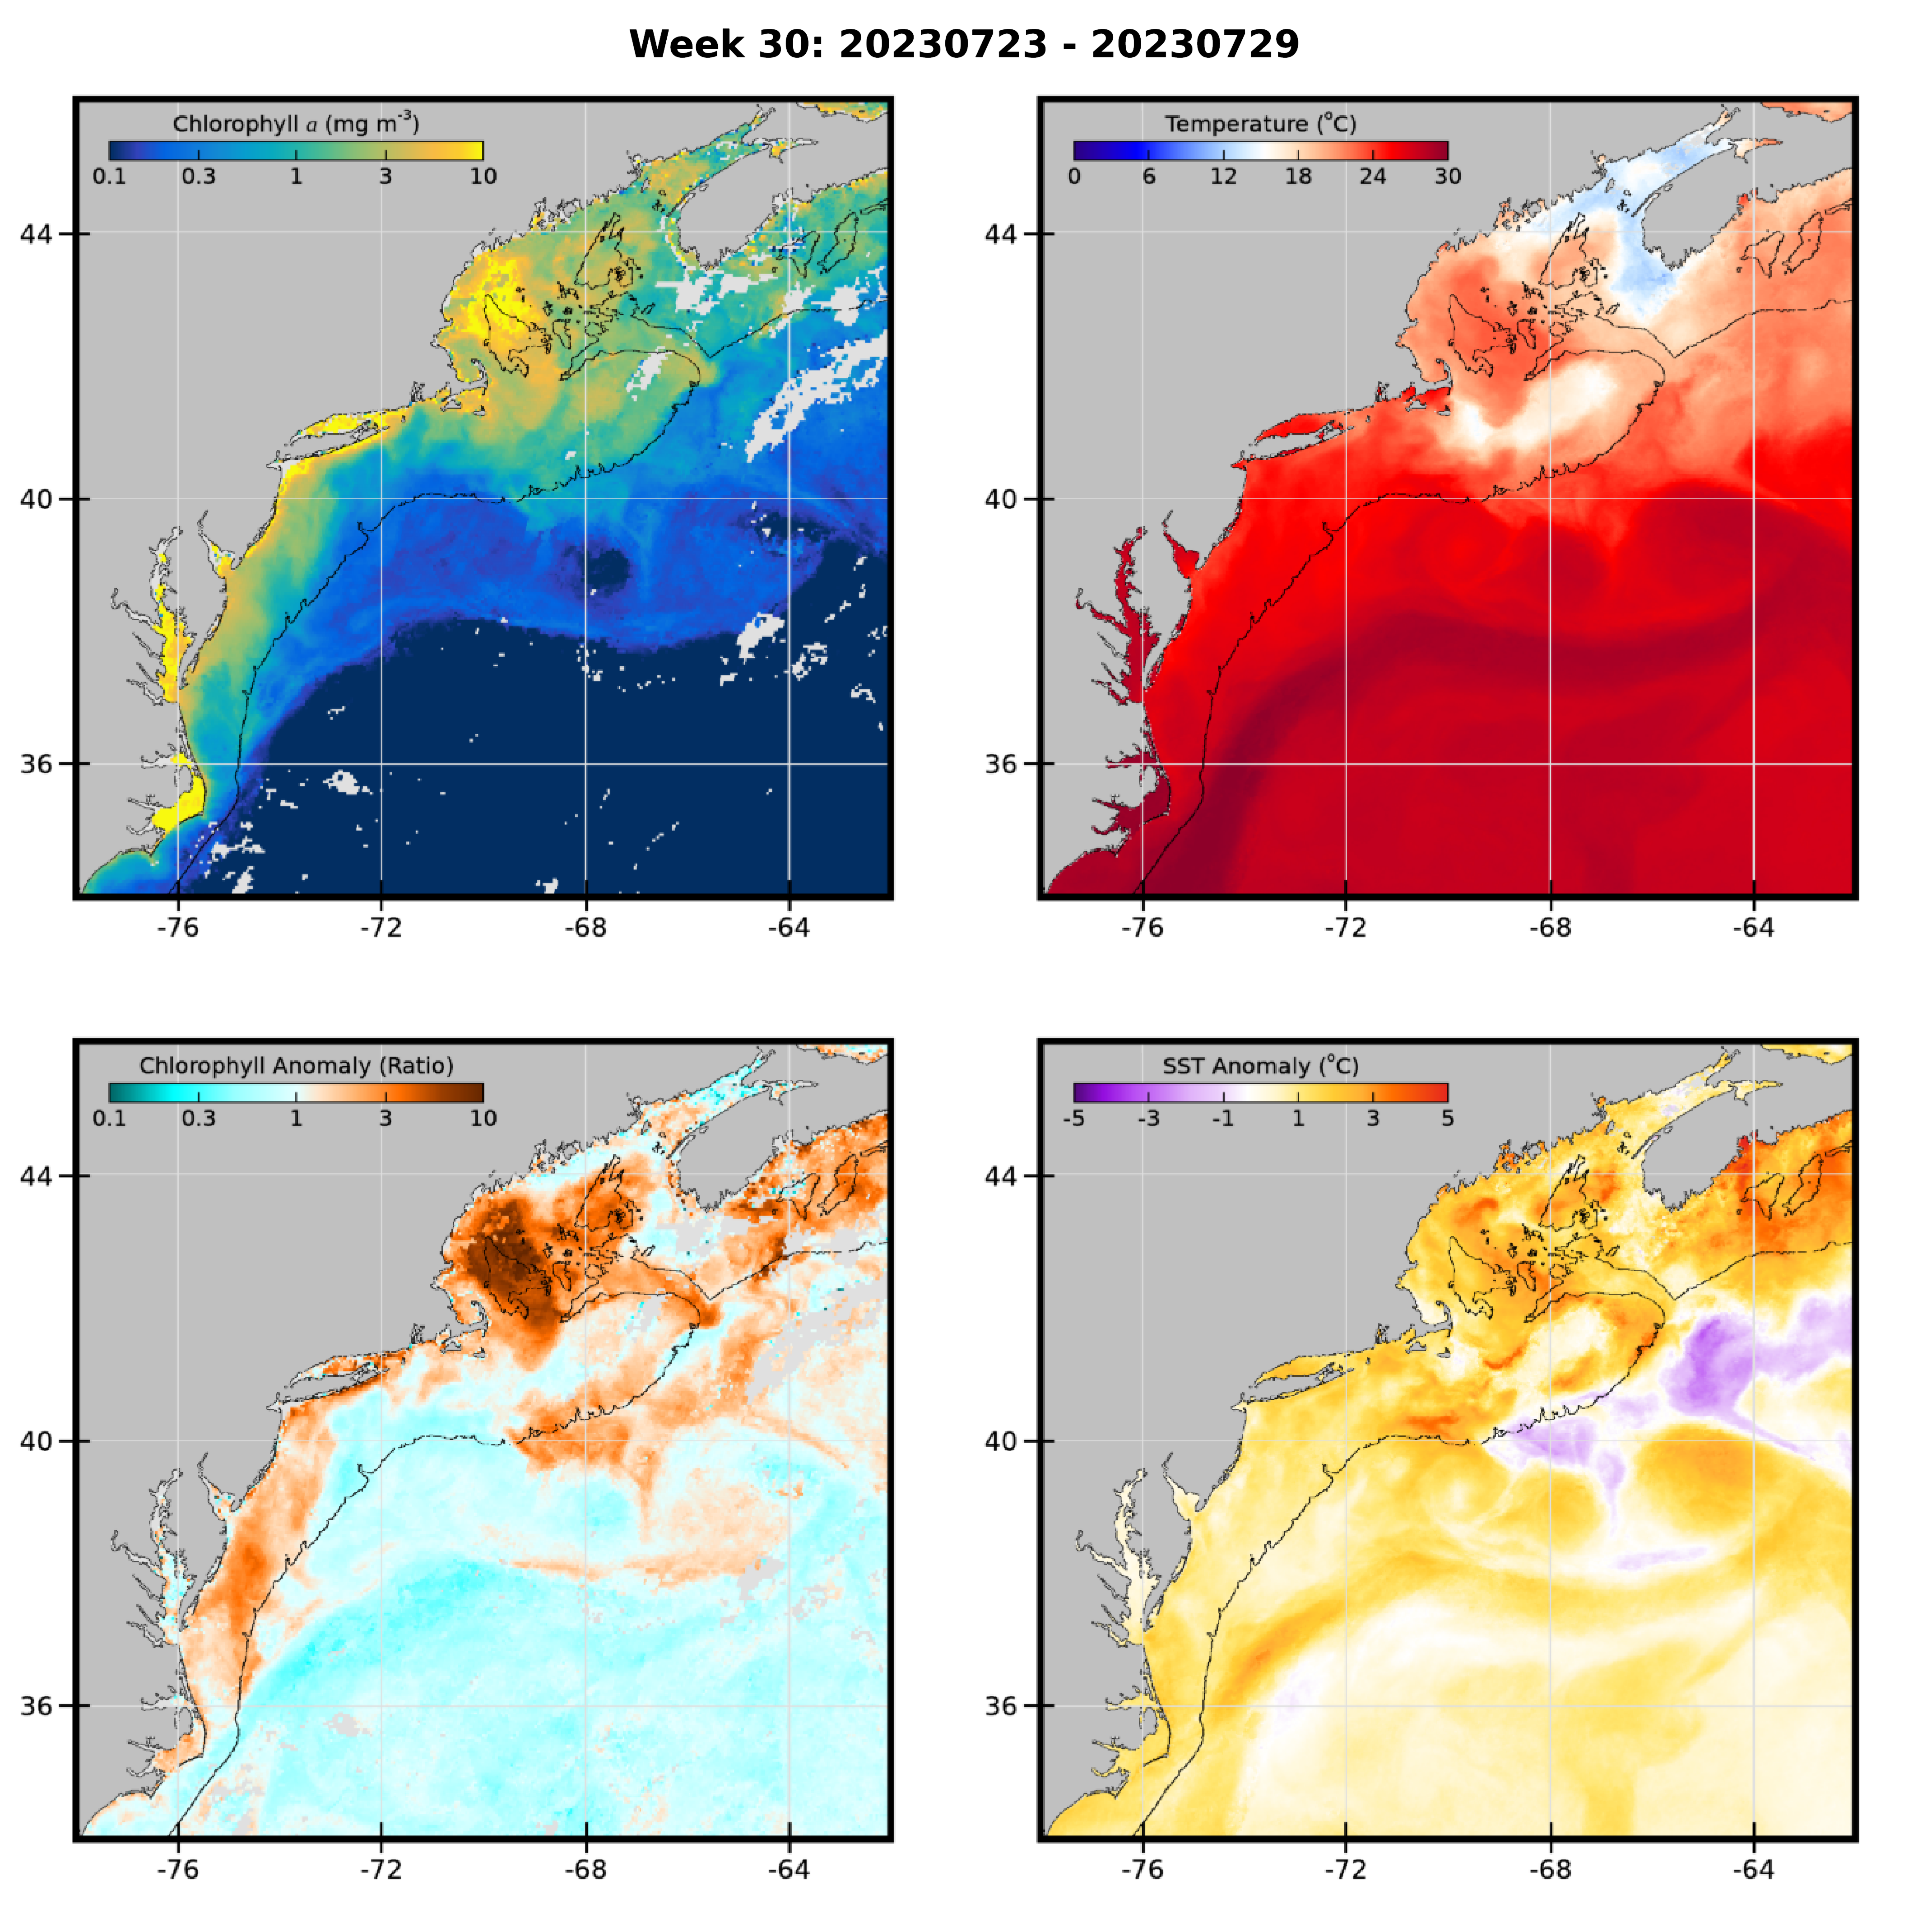 Week 30: 20230723 - 20230729
Chlorophyll a (mg m⁻³)
0.1 0.3 1 3 10
44
40
36
-76 -72 -68 -64
Temperature (°C)
0 6 12 18 24 30
44
40
36
-76 -72 -68 -64
Chlorophyll Anomaly (Ratio)
0.1 0.3 1 3 10
44
40
36
-76 -72 -68 -64
SST Anomaly (°C)
-5 -3 -1 1 3 5
44
40
36
-76 -72 -68 -64